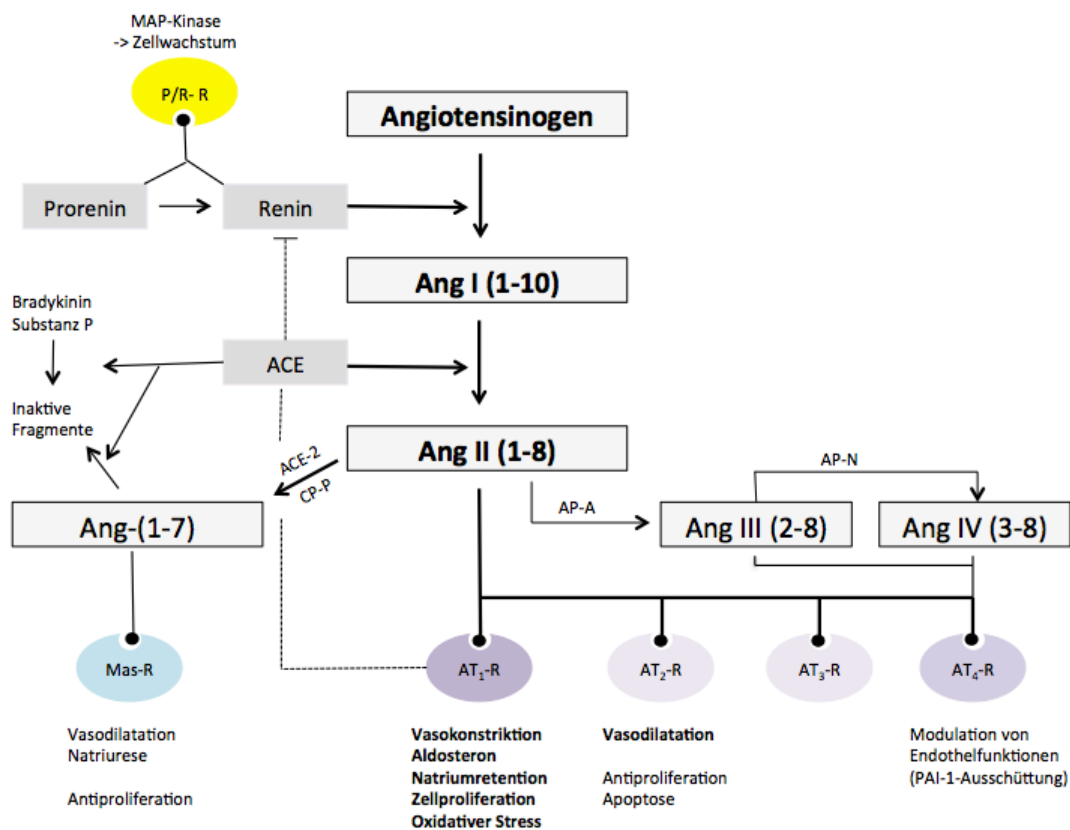 MAP-Kinase
-> Zellwachstum
P/R- R
Angiotensinogen
Prorenin
Renin
Ang I (1-10)
Bradykinin
Substanz P
ACE
Inaktive
Fragmente
Ang II (1-8)
ACE-2
CP-P
AP-N
AP-A
Ang-(1-7)
Ang III (2-8)
Ang IV (3-8)
Mas-R
AT₁-R
AT₂-R
AT₃-R
AT₄-R
Vasodilatation
Natriurese
Antiproliferation
Vasokonstriktion
Aldosteron
Natriumretention
Zellproliferation
Oxidativer Stress
Vasodilatation
Antiproliferation
Apoptose
Modulation von
Endothelfunktionen
(PAI-1-Ausschüttung)